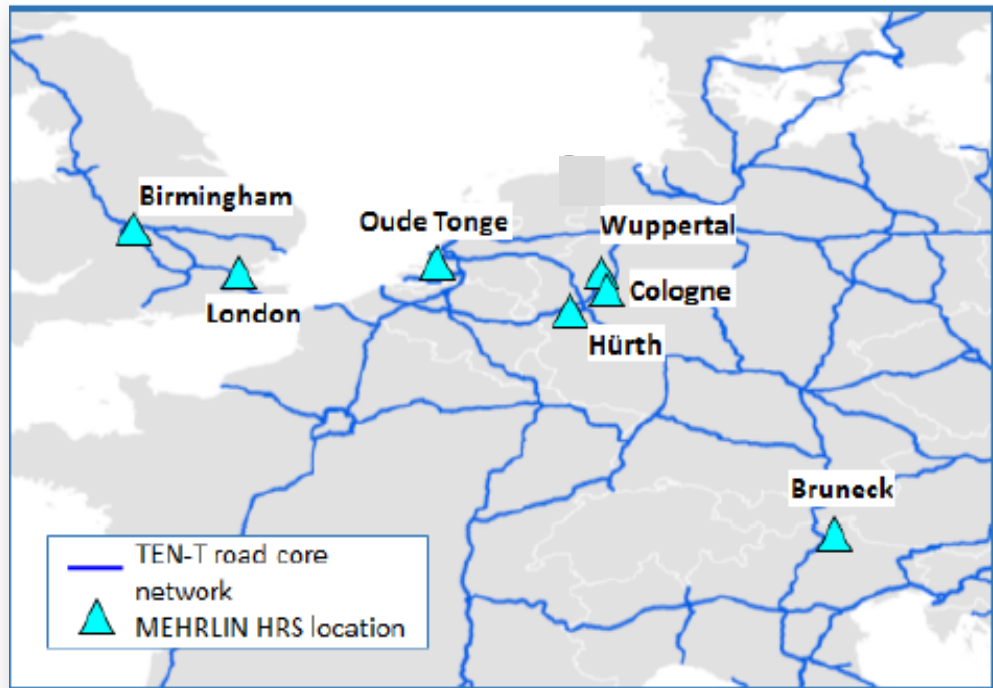 Birmingham
Oude Tonge
Wuppertal
London
Cologne
Hürth
Bruneck
TEN-T road core
network
MEHRLIN HRS location